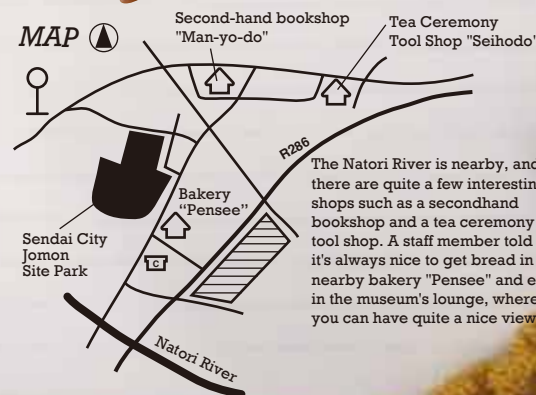 MAP
Second-hand bookshop
"Man-yo-do"
Tea Ceremony
Tool Shop "Seihodo"
R286
Bakery
"Pensee"
Sendai City
Jomon
Site Park
C
Natori River
The Natori River is nearby, and
there are quite a few interestin
shops such as a secondhand
bookshop and a tea ceremony
tool shop. A staff member told
it's always nice to get bread in
nearby bakery "Pensee" and e
in the museum's lounge, where
you can have quite a nice view